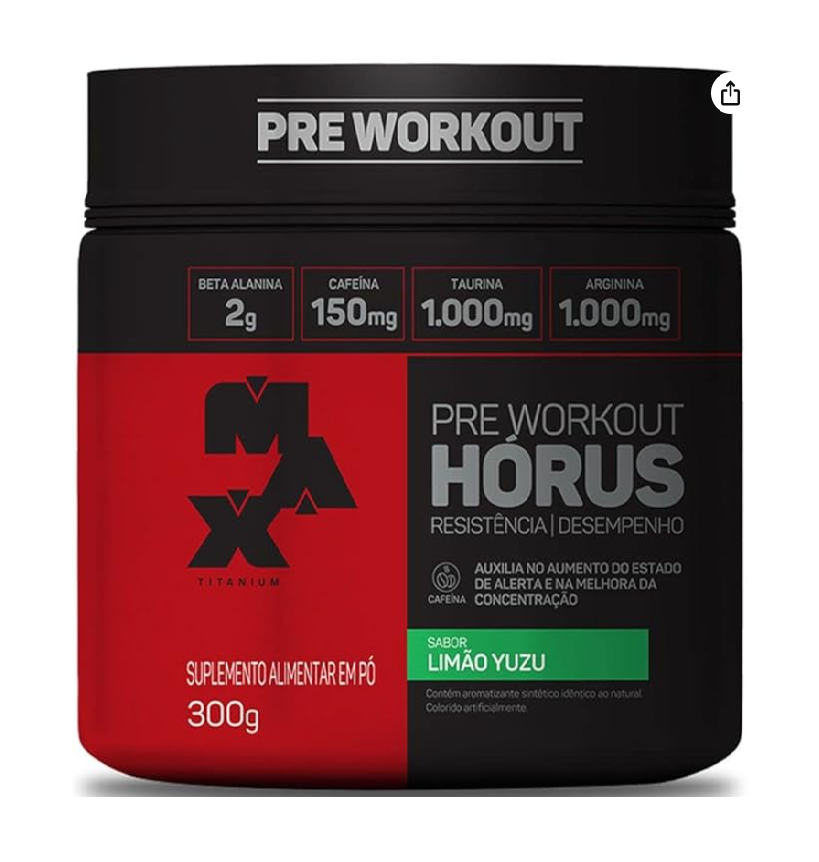 PRE WORKOUT
BETA ALANINA
2g
CAFEÍNA
150mg
TAURINA
1.000mg
ARGININA
1.000mg
MAX
TITANIUM
PRE WORKOUT
HÓRUS
RESISTÊNCIA|DESEMPENHO
CAFEÍNA
AUXILIA NO AUMENTO DO ESTADO
DE ALERTA E NA MELHORA DA
CONCENTRAÇÃO
SABOR
LIMÃO YUZU
Contém aromatizante sintético idêntico ao natural.
Colorido artificialmente.
SUPLEMENTO ALIMENTAR EM PÓ
300g